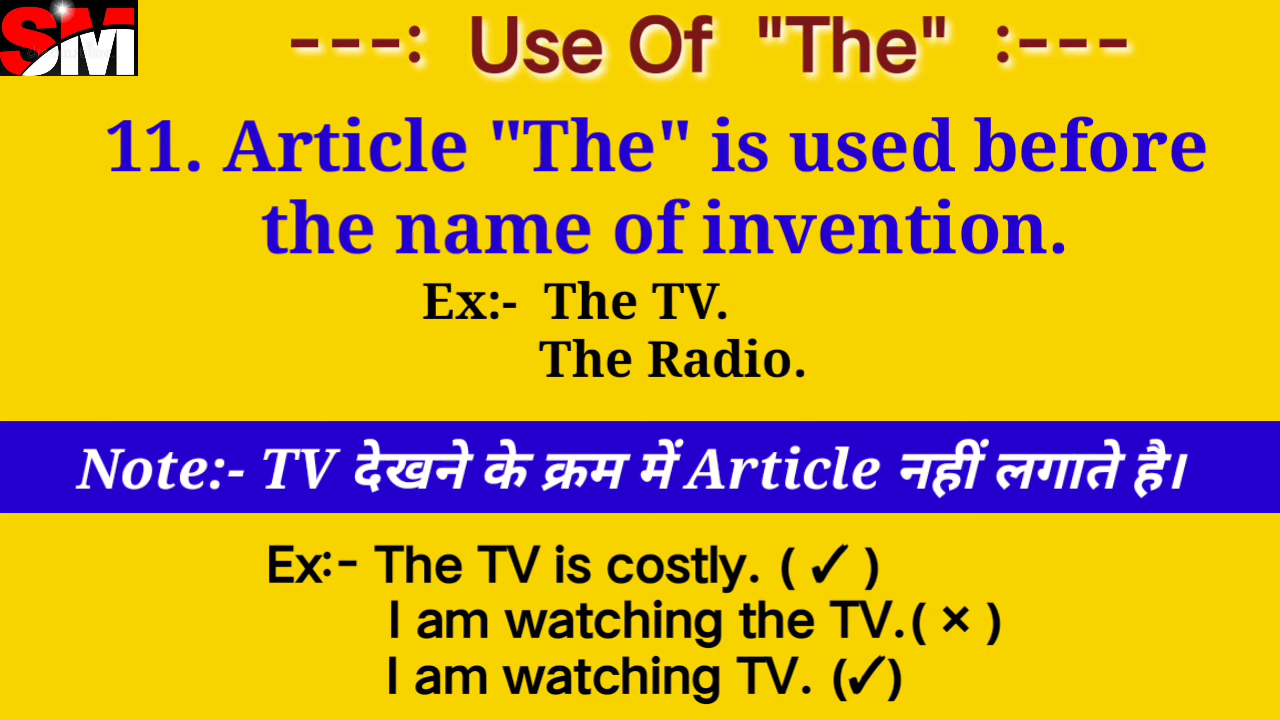 SM
---: Use Of "The" :---
11. Article "The" is used before
the name of invention.
Ex:- The TV.
The Radio.
Note:- TV देखने के क्रम में Article नहीं लगाते है।
Ex:- The TV is costly. ( ✓ )
I am watching the TV.( × )
I am watching TV. (✓)